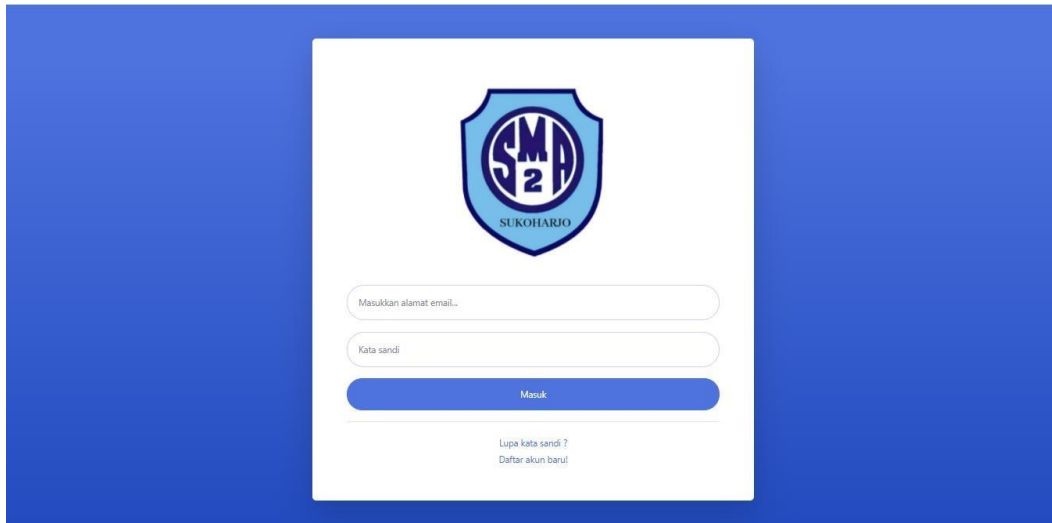 SMA
2
SUKOHARJO
Masukkan alamat email...
Kata sandi
Masuk
Lupa kata sandi ?
Daftar akun baru!